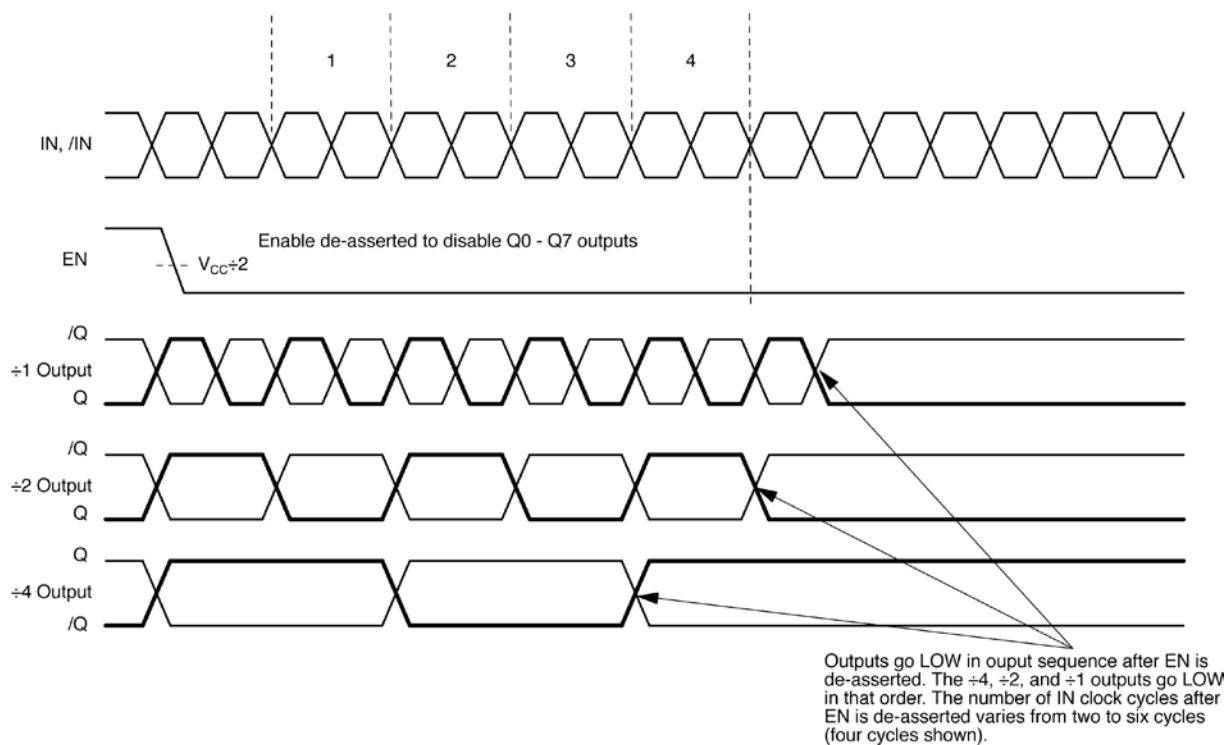 1 2 3 4
IN, /IN
Enable de-asserted to disable Q0 - Q7 outputs
EN
VCC÷2
/Q
÷1 Output
Q
/Q
÷2 Output
Q
Q
÷4 Output
/Q
Outputs go LOW in ouput sequence after EN is
de-asserted. The ÷4, ÷2, and ÷1 outputs go LOW
in that order. The number of IN clock cycles after
EN is de-asserted varies from two to six cycles
(four cycles shown).